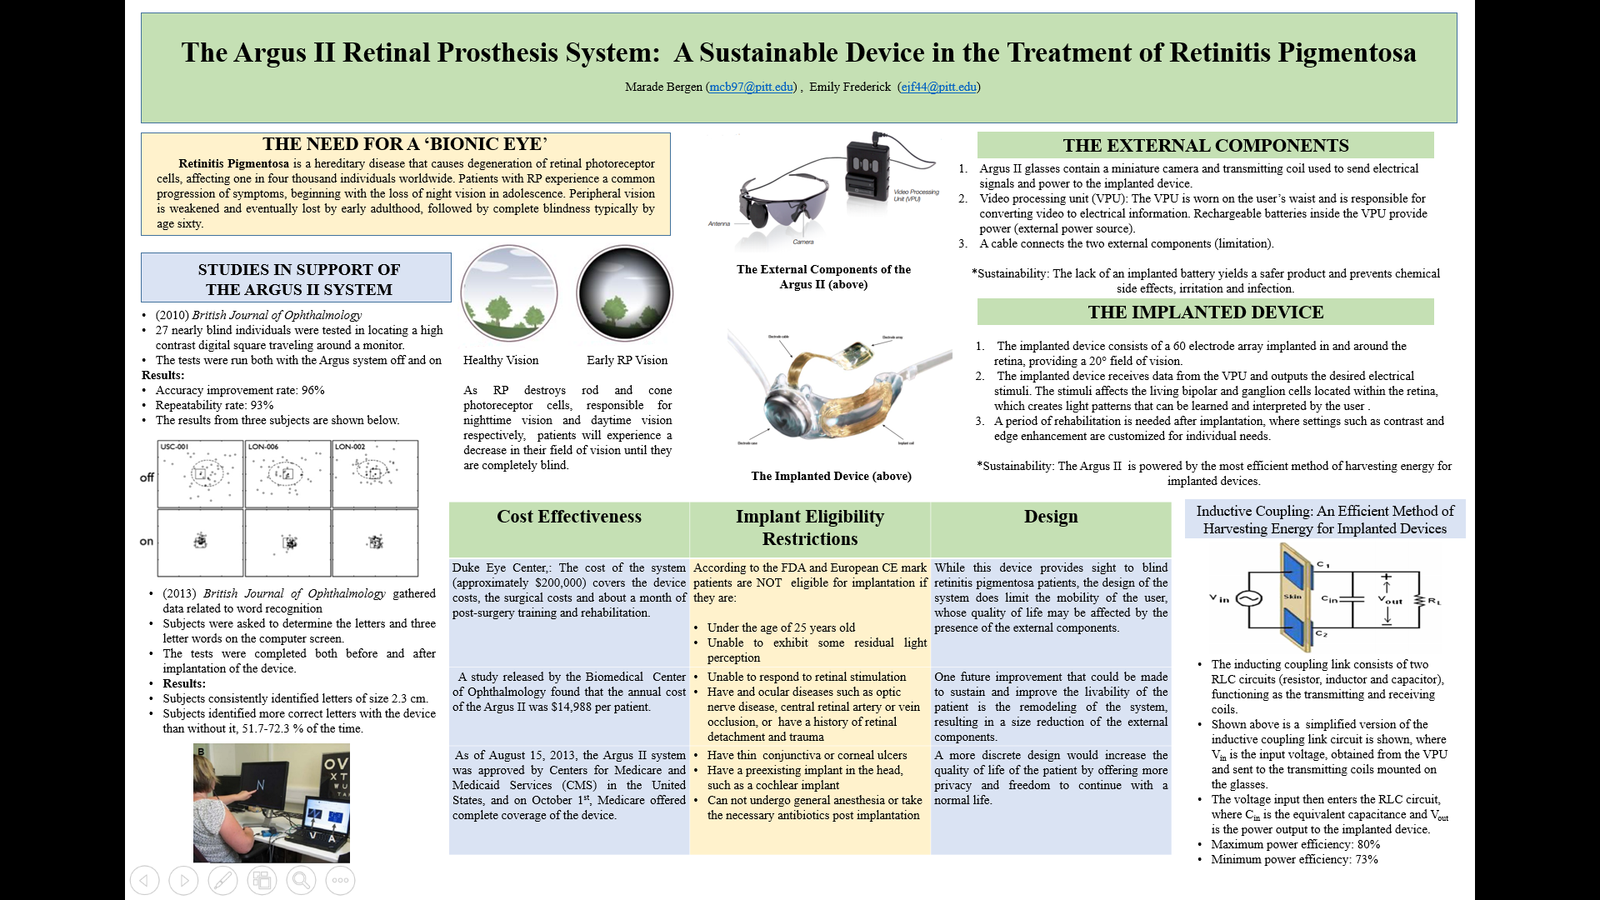 The Argus II Retinal Prosthesis System:  A Sustainable Device in the Treatment of Retinitis Pigmentosa
Marade Bergen (mcb97@pitt.edu) ,  Emily Frederick  (ejf44@pitt.edu)
THE NEED FOR A ‘BIONIC EYE’
Retinitis Pigmentosa is a hereditary disease that causes degeneration of retinal photoreceptor
cells, affecting one in four thousand individuals worldwide. Patients with RP experience a common
progression of symptoms, beginning with the loss of night vision in adolescence. Peripheral vision
is weakened and eventually lost by early adulthood, followed by complete blindness typically by
age sixty.
STUDIES IN SUPPORT OF
THE ARGUS II SYSTEM
• (2010) British Journal of Ophthalmology
• 27 nearly blind individuals were tested in locating a high
contrast digital square traveling around a monitor.
• The tests were run both with the Argus system off and on
Results:
• Accuracy improvement rate: 96%
• Repeatability rate: 93%
• The results from three subjects are shown below.
USC-001 LON-006 LON-002
off
on
• (2013) British Journal of Ophthalmology gathered
data related to word recognition
• Subjects were asked to determine the letters and three
letter words on the computer screen.
• The tests were completed both before and after
implantation of the device.
• Results:
• Subjects consistently identified letters of size 2.3 cm.
• Subjects identified more correct letters with the device
than without it, 51.7-72.3 % of the time.
B
N
OV
XT
V A
Healthy Vision
Early RP Vision
As RP destroys rod and cone
photoreceptor cells, responsible for
nighttime vision and daytime vision
respectively, patients will experience a
decrease in their field of vision until they
are completely blind.
Video Processing
Unit (VPU)
Antenna
Camera
The External Components of the
Argus II (above)
Electrode cable
Electrode array
Electronics case
Implant coil
The Implanted Device (above)
THE EXTERNAL COMPONENTS
1. Argus II glasses contain a miniature camera and transmitting coil used to send electrical
signals and power to the implanted device.
2. Video processing unit (VPU): The VPU is worn on the user’s waist and is responsible for
converting video to electrical information. Rechargeable batteries inside the VPU provide
power (external power source).
3. A cable connects the two external components (limitation).
*Sustainability: The lack of an implanted battery yields a safer product and prevents chemical
side effects, irritation and infection.
THE IMPLANTED DEVICE
1. The implanted device consists of a 60 electrode array implanted in and around the
retina, providing a 20° field of vision.
2. The implanted device receives data from the VPU and outputs the desired electrical
stimuli. The stimuli affects the living bipolar and ganglion cells located within the retina,
which creates light patterns that can be learned and interpreted by the user .
3. A period of rehabilitation is needed after implantation, where settings such as contrast and
edge enhancement are customized for individual needs.
*Sustainability: The Argus II  is powered by the most efficient method of harvesting energy for
implanted devices.
Cost Effectiveness
Duke Eye Center,: The cost of the system
(approximately $200,000) covers the device
costs, the surgical costs and about a month of
post-surgery training and rehabilitation.
A study released by the Biomedical Center
of Ophthalmology found that the annual cost
of the Argus II was $14,988 per patient.
As of August 15, 2013, the Argus II system
was approved by Centers for Medicare and
Medicaid Services (CMS) in the United
States, and on October 1st, Medicare offered
complete coverage of the device.
Implant Eligibility
Restrictions
According to the FDA and European CE mark
patients are NOT eligible for implantation if
they are:
• Under the age of 25 years old
• Unable to exhibit some residual light
perception
• Unable to respond to retinal stimulation
• Have and ocular diseases such as optic
nerve disease, central retinal artery or vein
occlusion, or  have a history of retinal
detachment and trauma
• Have thin  conjunctiva or corneal ulcers
• Have a preexisting implant in the head,
such as a cochlear implant
• Can not undergo general anesthesia or take
the necessary antibiotics post implantation
Design
While this device provides sight to blind
retinitis pigmentosa patients, the design of the
system does limit the mobility of the user,
whose quality of life may be affected by the
presence of the external components.
One future improvement that could be made
to sustain and improve the livability of the
patient is the remodeling of the system,
resulting in a size reduction of the external
components.
A more discrete design would increase the
quality of life of the patient by offering more
privacy and freedom to continue with a
normal life.
Inductive Coupling: An Efficient Method of
Harvesting Energy for Implanted Devices
Vin Skin C1 Cin + Vout − RL C2
• The inducting coupling link consists of two
RLC circuits (resistor, inductor and capacitor),
functioning as the transmitting and receiving
coils.
• Shown above is a  simplified version of the
inductive coupling link circuit is shown, where
Vin is the input voltage, obtained from the VPU
and sent to the transmitting coils mounted on
the glasses.
• The voltage input then enters the RLC circuit,
where Cin is the equivalent capacitance and Vout
is the power output to the implanted device.
• Maximum power efficiency: 80%
• Minimum power efficiency: 73%